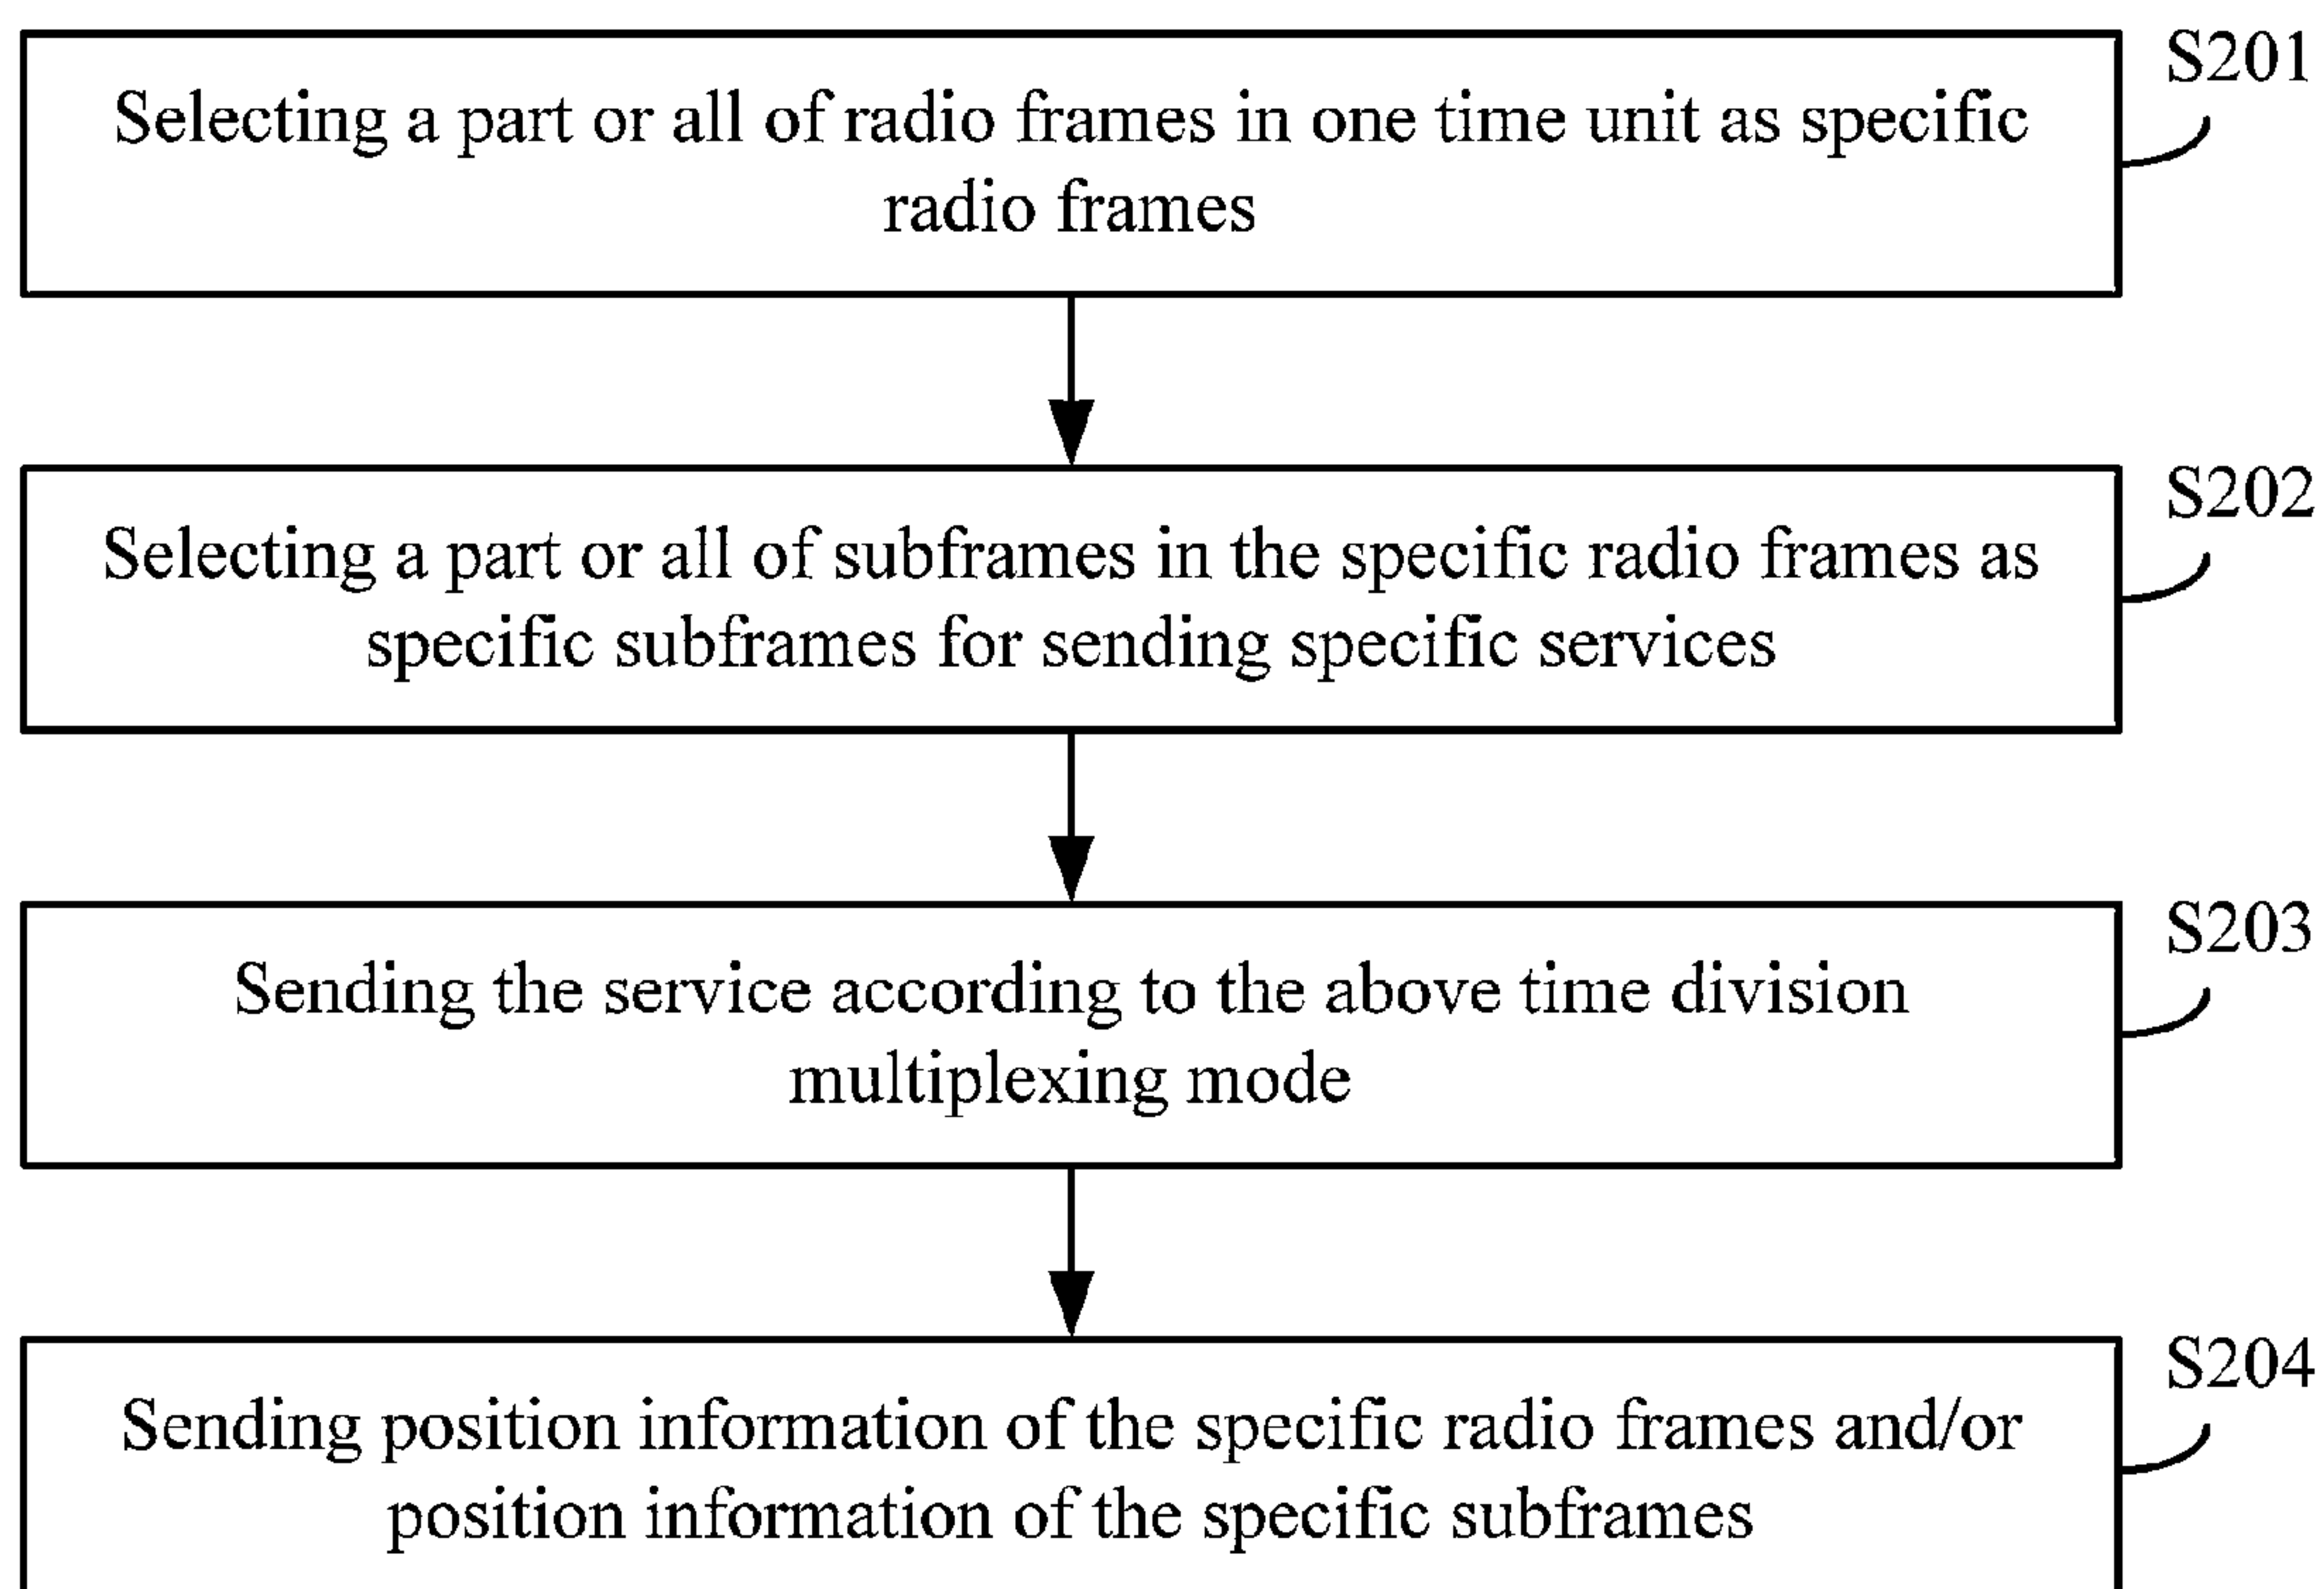 S201
Selecting a part or all of radio frames in one time unit as specific
radio frames
S202
Selecting a part or all of subframes in the specific radio frames as
specific subframes for sending specific services
S203
Sending the service according to the above time division
multiplexing mode
S204
Sending position information of the specific radio frames and/or
position information of the specific subframes